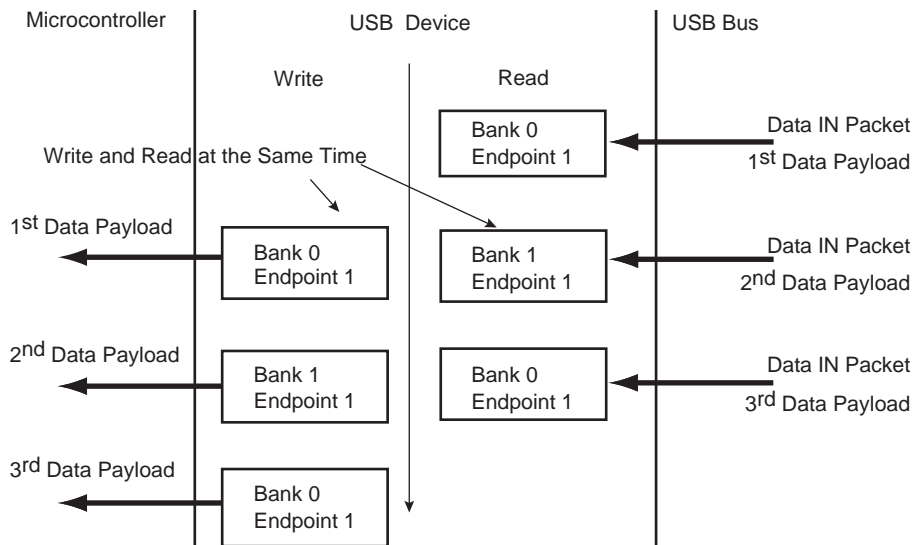 Microcontroller
USB Device
USB Bus
Write
Read
Bank 0
Endpoint 1
Data IN Packet
1st Data Payload
Write and Read at the Same Time
1st Data Payload
Bank 0
Endpoint 1
Bank 1
Endpoint 1
Data IN Packet
2nd Data Payload
2nd Data Payload
Bank 1
Endpoint 1
Bank 0
Endpoint 1
Data IN Packet
3rd Data Payload
3rd Data Payload
Bank 0
Endpoint 1